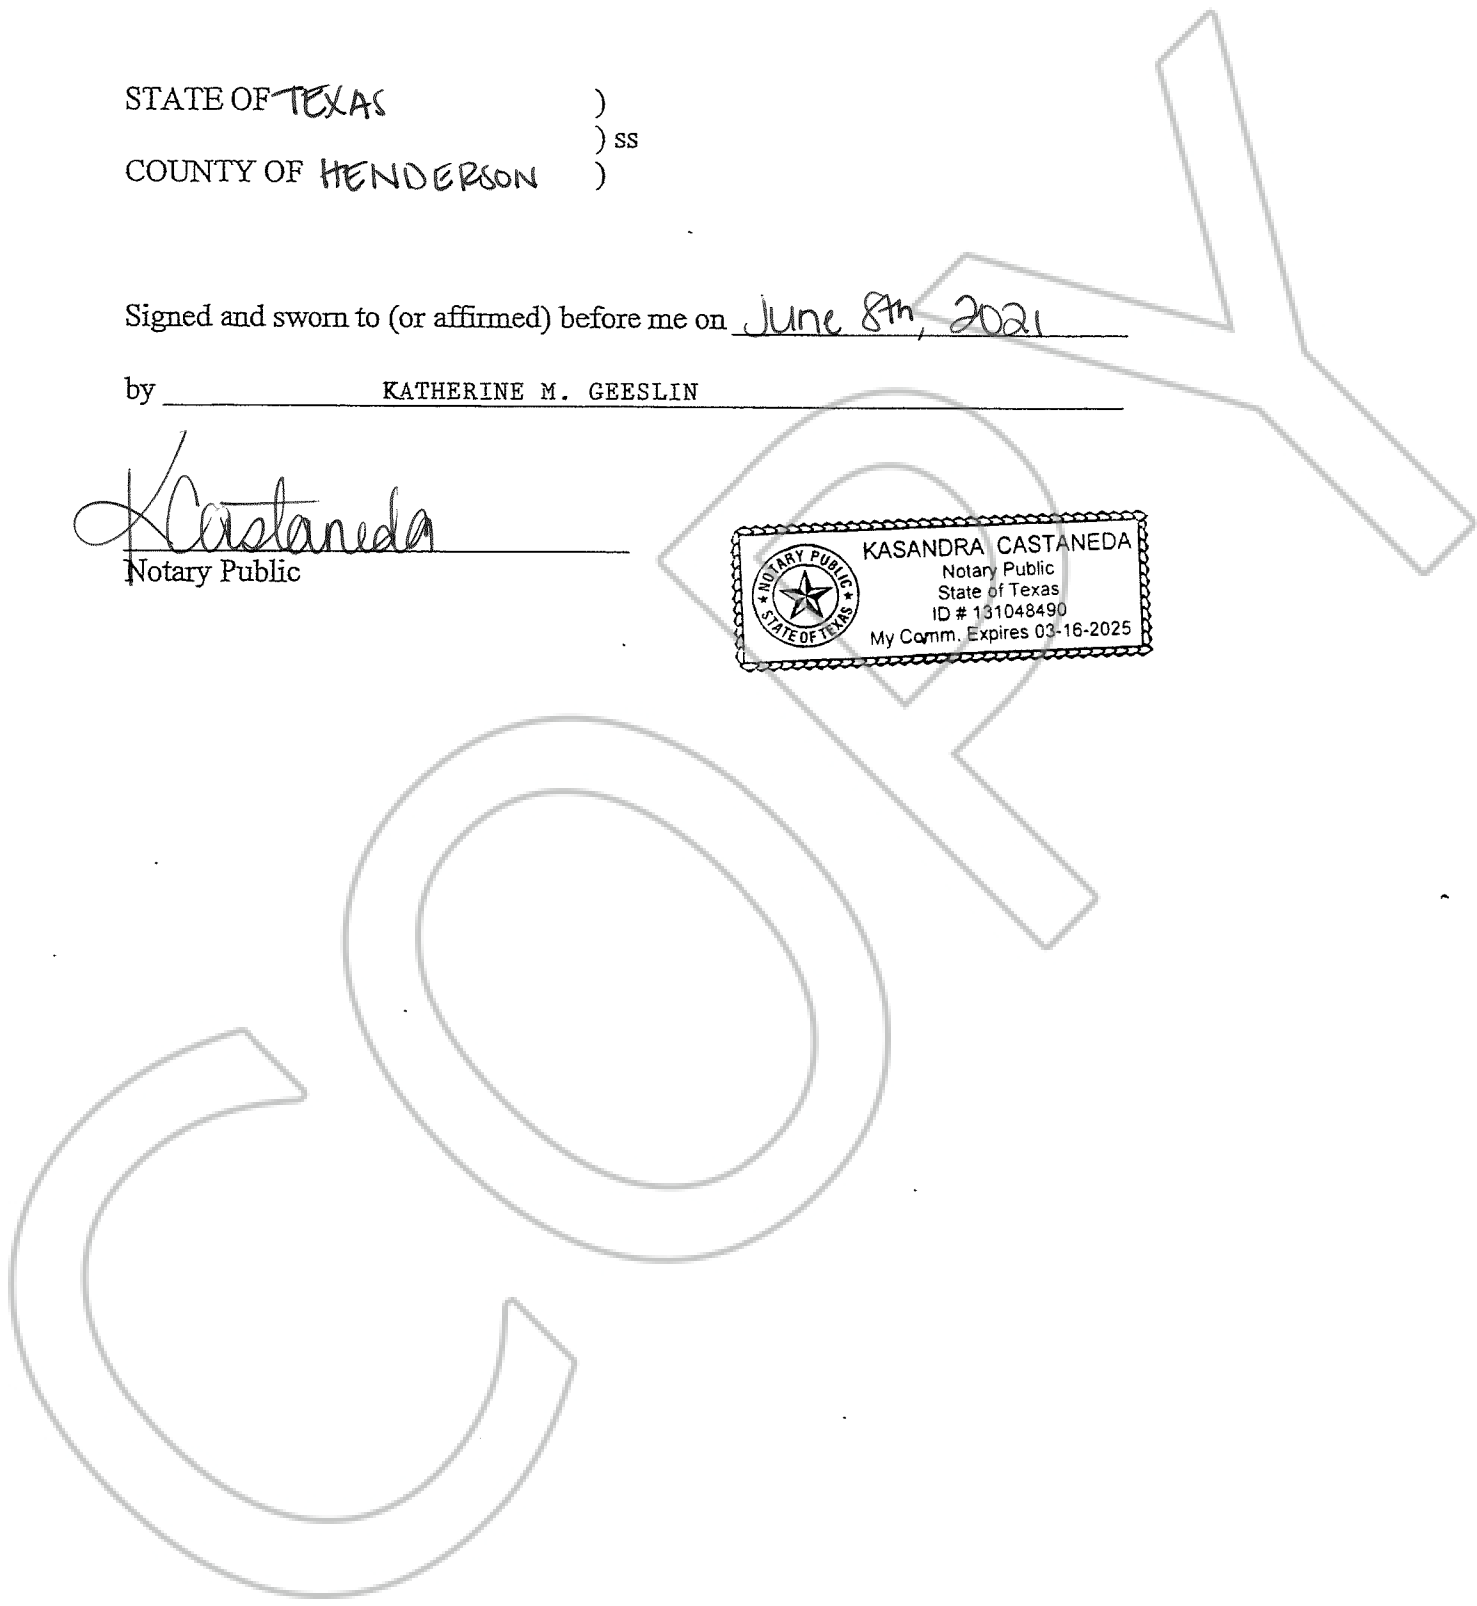 STATE OF TEXAS )
) ss
COUNTY OF HENDERSON )
Signed and sworn to (or affirmed) before me on June 8th, 2021
by KATHERINE M. GEESLIN
K Castaneda
Notary Public
KASANDRA CASTANEDA
Notary Public
State of Texas
ID # 131048490
My Comm. Expires 03-16-2025
NOTARY PUBLIC
STATE OF TEXAS
COPY